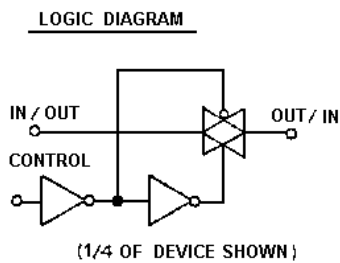 LOGIC DIAGRAM
IN / OUT
OUT / IN
CONTROL
(1/4 OF DEVICE SHOWN)